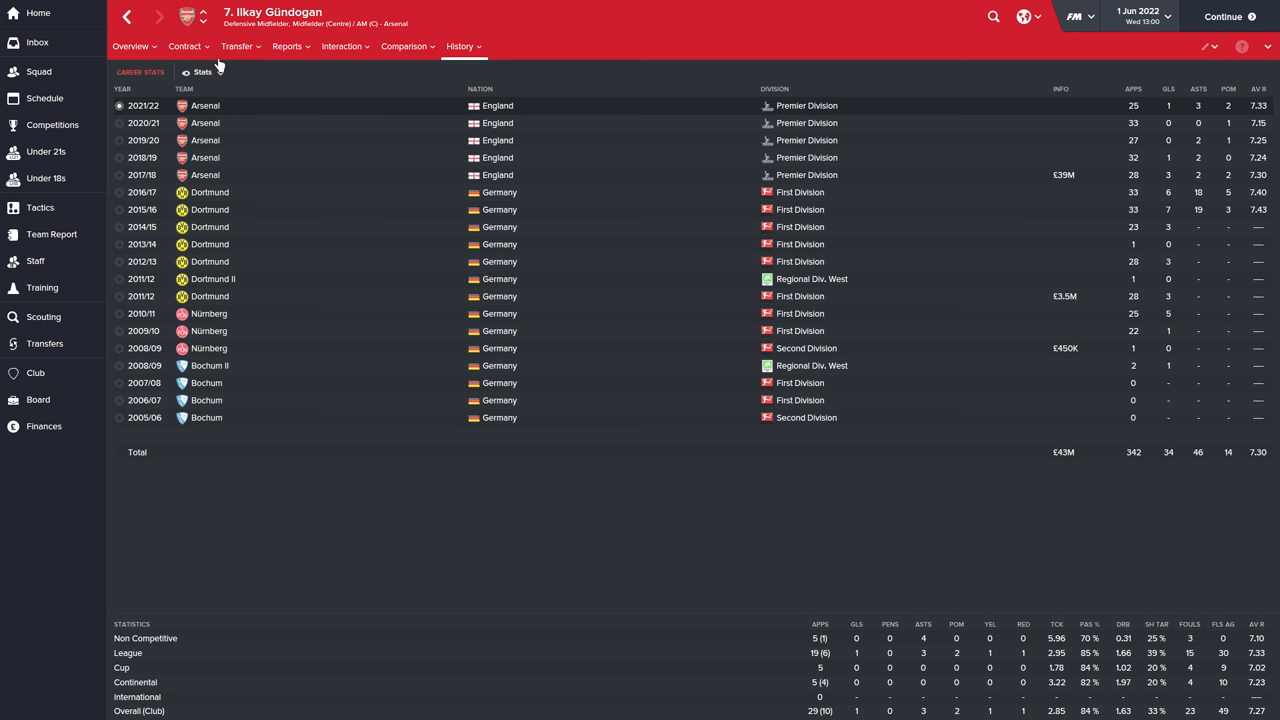 7. Ilkay Gündogan
Defensive Midfielder, Midfielder (Centre) / AM (C) - Arsenal
FM
1 Jun 2022
Wed 13:00
Continue
Overview Contract Transfer Reports Interaction Comparison History
?
Home
Inbox
Squad
Schedule
Competitions
Under 21s
Under 18s
Tactics
Team Report
Staff
Training
Scouting
Transfers
Club
Board
Finances
CAREER STATS Stats
YEAR TEAM NATION DIVISION INFO APPS GLS ASTS POM AV R
2021/22 Arsenal England Premier Division 25 1 3 2 7.33
2020/21 Arsenal England Premier Division 33 0 0 1 7.15
2019/20 Arsenal England Premier Division 27 0 2 1 7.25
2018/19 Arsenal England Premier Division 32 1 2 0 7.24
2017/18 Arsenal England Premier Division £39M 28 3 2 2 7.30
2016/17 Dortmund Germany First Division 33 3 18 5 7.40
2015/16 Dortmund Germany First Division 33 7 19 3 7.43
2014/15 Dortmund Germany First Division 23 3 - - ----
2013/14 Dortmund Germany First Division 1 0 - - ----
2012/13 Dortmund Germany First Division 28 3 - - ----
2011/12 Dortmund II Germany Regional Div. West 1 0 - - ----
2011/12 Dortmund Germany First Division £3.5M 28 3 - - ----
2010/11 Nürnberg Germany First Division 25 5 - - ----
2009/10 Nürnberg Germany First Division 22 1 - - ----
2008/09 Nürnberg Germany Second Division £450K 1 0 - - ----
2008/09 Bochum II Germany Regional Div. West 2 1 - - ----
2007/08 Bochum Germany First Division 0 - - - ----
2006/07 Bochum Germany First Division 0 - - - ----
2005/06 Bochum Germany Second Division 0 - - - ----
Total £43M 342 34 46 14 7.30
STATISTICS APPS GLS PENS ASTS POM YEL RED TCK PAS % DRB SH TAR FOULS FLS AG AV R
Non Competitive 5 (1) 0 0 4 0 0 0 5.96 70 % 0.31 25 % 3 0 7.10
League 19 (6) 1 0 3 2 1 1 2.95 85 % 1.66 39 % 15 30 7.33
Cup 5 0 0 0 0 0 0 1.78 84 % 1.02 20 % 4 9 7.02
Continental 5 (4) 0 0 0 0 0 0 3.22 82 % 1.97 20 % 4 10 7.23
International 0 - - - - - - - - - - - - ----
Overall (Club) 29 (10) 1 0 3 2 1 1 2.85 84 % 1.63 33 % 23 49 7.27